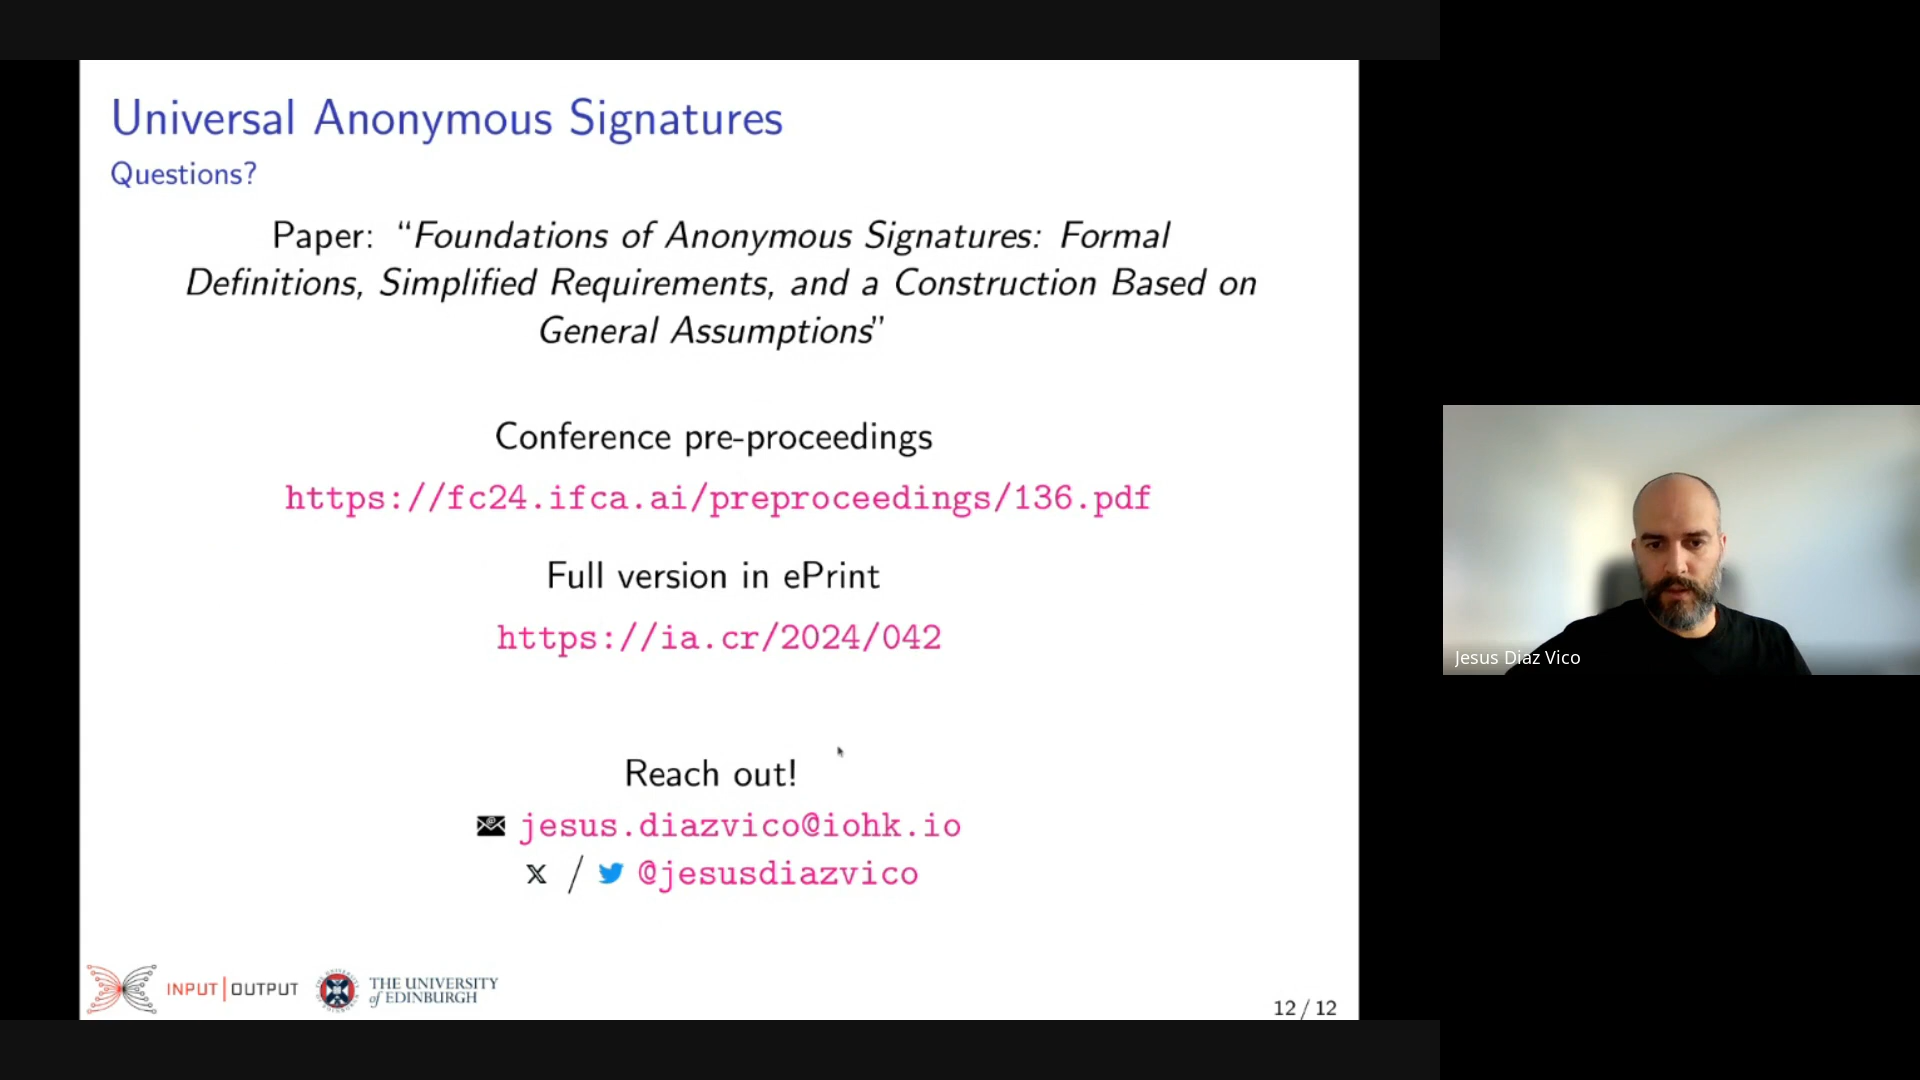 Universal Anonymous Signatures
Questions?
Paper: “Foundations of Anonymous Signatures: Formal
Definitions, Simplified Requirements, and a Construction Based on
General Assumptions”
Conference pre-proceedings
https://fc24.ifca.ai/preproceedings/136.pdf
Full version in ePrint
https://ia.cr/2024/042
Reach out!
jesus.diazvico@iohk.io
X / @jesusdiazvico
INPUT|OUTPUT
THE UNIVERSITY
of EDINBURGH
12 / 12
Jesus Diaz Vico